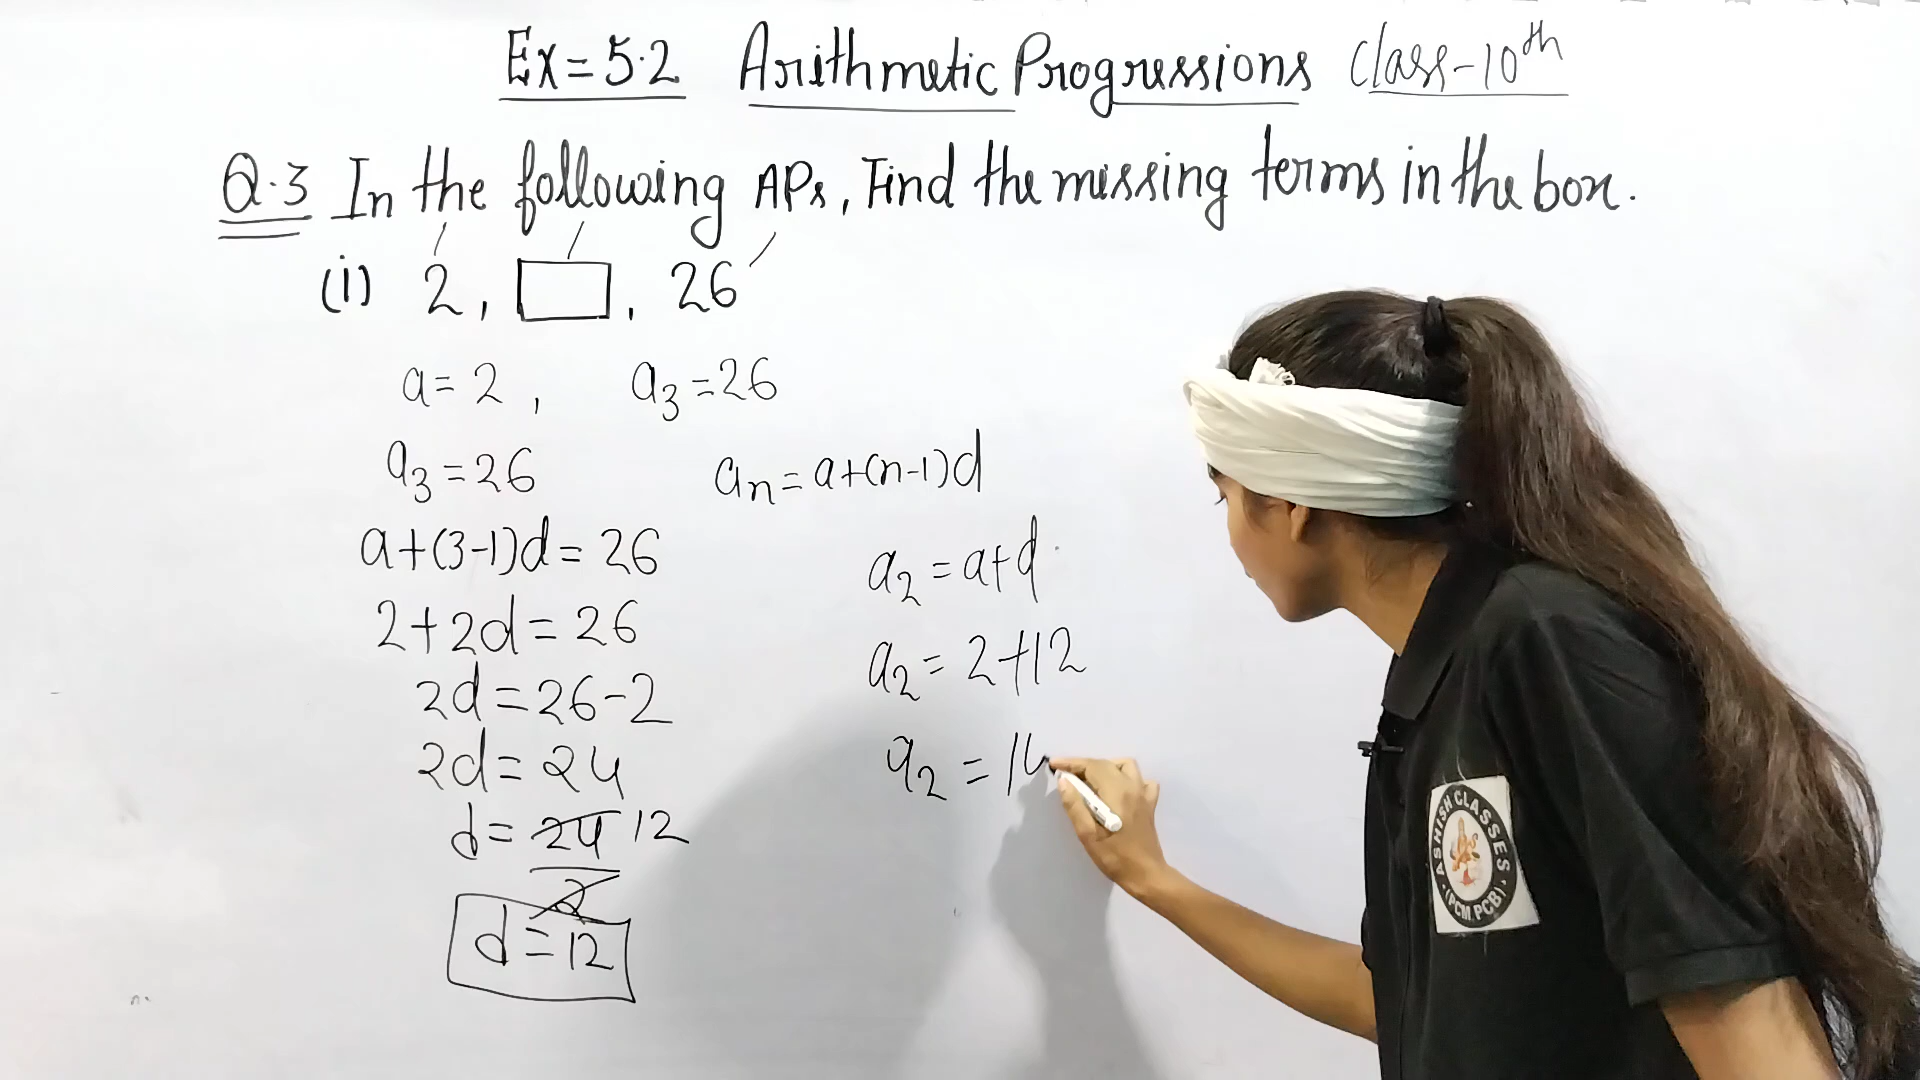 Ex = 5.2 Arithmetic Progressions Class-10th
Q.3 In the following APs, Find the missing terms in the box.
(i) 2, , 26
a = 2, a3 = 26
a3 = 26
a+(3-1)d = 26
2+2d = 26
2d = 26-2
2d = 24
d = 24/2 12
d = 12
an = a+(n-1)d
a2 = a+d
a2 = 2+12
a2 = 14
ASHISH CLASSES
(PCM, PCB)